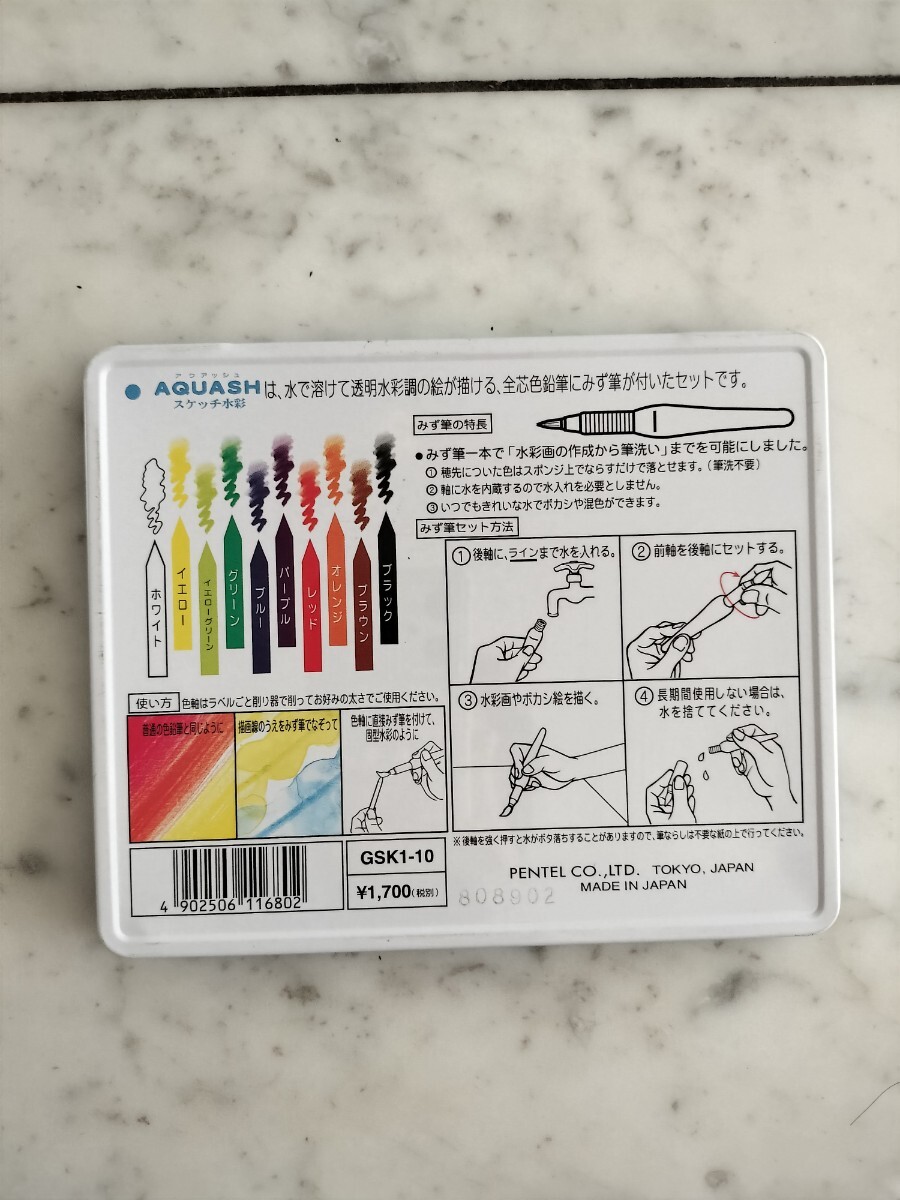 アクアッシュ
● AQUASH は、水で溶けて透明水彩調の絵が描ける、全芯色鉛筆にみず筆が付いたセットです。
スケッチ水彩
ホワイト
イエロー
イエローグリーン
グリーン
ブルー
パープル
レッド
オレンジ
ブラウン
ブラック
使い方 色軸はラベルごと削り器で削ってお好みの太さでご使用ください。
普通の色鉛筆と同じように
描画線のうえをみず筆でなぞって
色軸に直接みず筆を付けて、
固型水彩のように
4 902506 116802
GSK1-10
¥1,700(税別)
みず筆の特長
●みず筆一本で「水彩画の作成から筆洗い」までを可能にしました。
① 穂先についた色はスポンジ上でならすだけで落とせます。(筆洗不要)
② 軸に水を内蔵するので水入れを必要としません。
③ いつでもきれいな水でボカシや混色ができます。
みず筆セット方法
① 後軸に、ラインまで水を入れる。
② 前軸を後軸にセットする。
③ 水彩画やボカシ絵を描く。
④ 長期間使用しない場合は、
水を捨ててください。
※後軸を強く押すと水がボタ落ちすることがありますので、筆ならしは不要な紙の上で行ってください。
PENTEL CO.,LTD. TOKYO, JAPAN
MADE IN JAPAN
808902